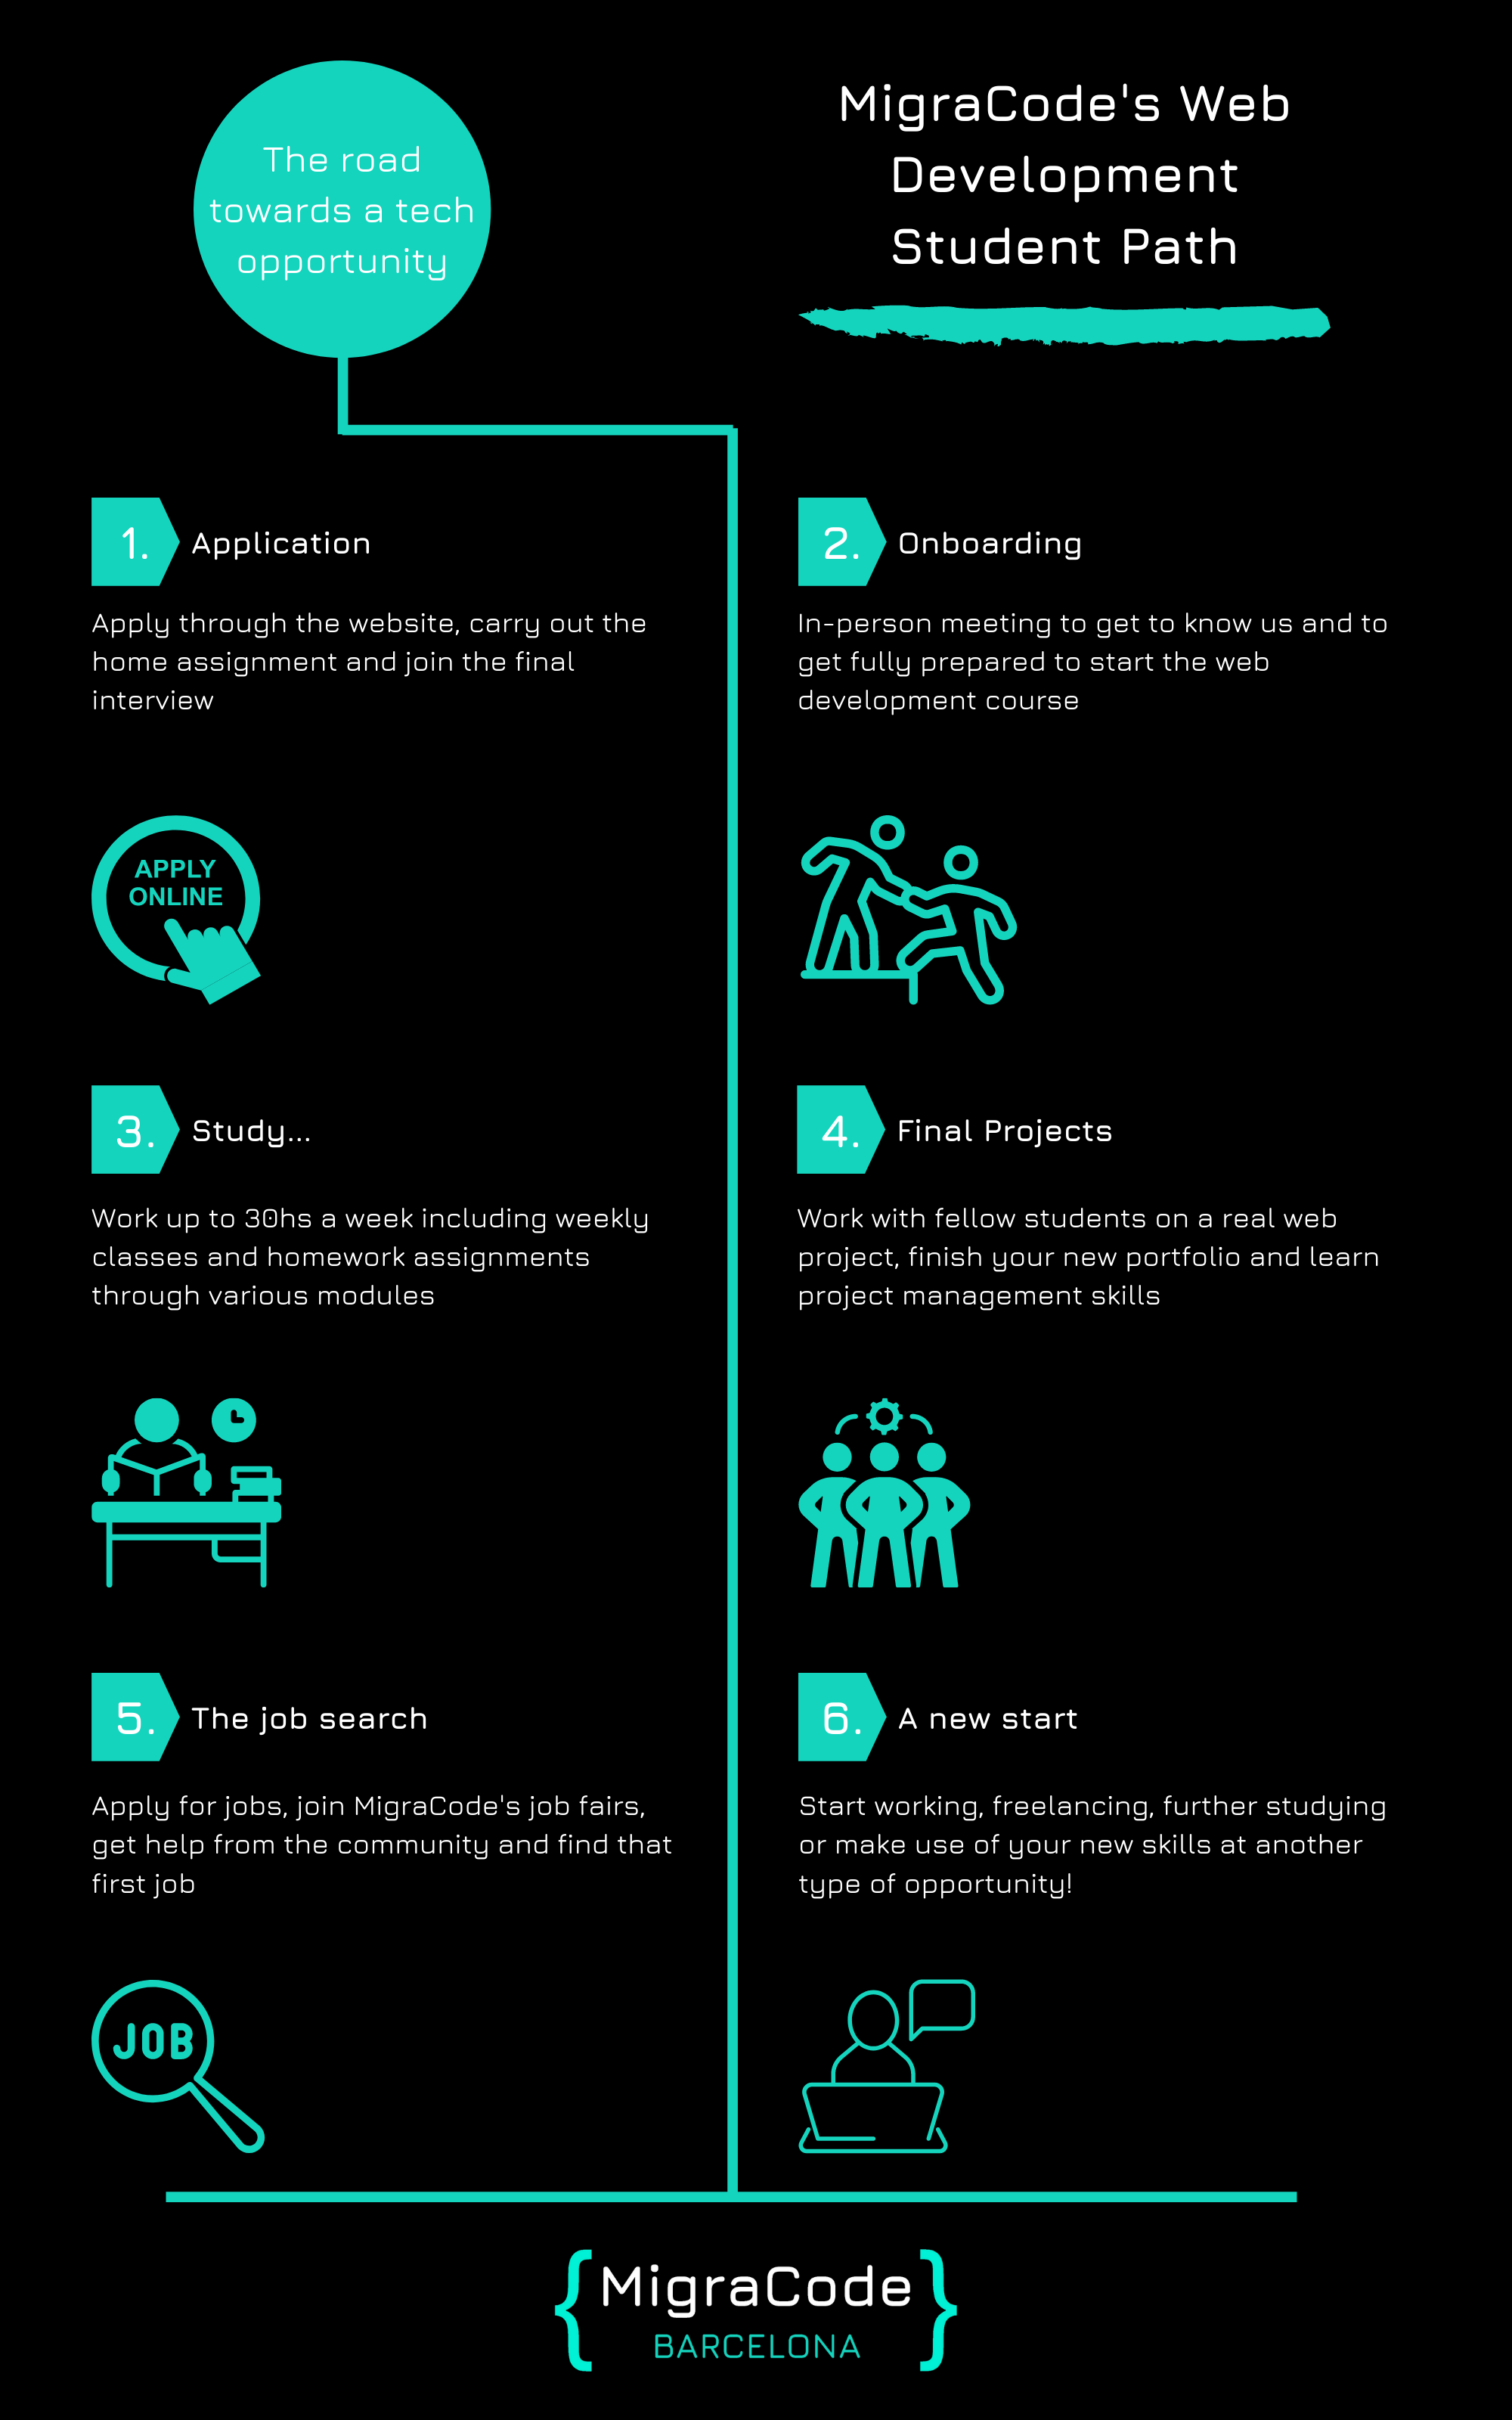 The road
towards a tech
opportunity
MigraCode's Web
Development
Student Path
1. Application
Apply through the website, carry out the
home assignment and join the final
interview
APPLY
ONLINE
2. Onboarding
In-person meeting to get to know us and to
get fully prepared to start the web
development course
3. Study...
Work up to 30hs a week including weekly
classes and homework assignments
through various modules
4. Final Projects
Work with fellow students on a real web
project, finish your new portfolio and learn
project management skills
5. The job search
Apply for jobs, join MigraCode's job fairs,
get help from the community and find that
first job
JOB
6. A new start
Start working, freelancing, further studying
or make use of your new skills at another
type of opportunity!
{MigraCode}
BARCELONA